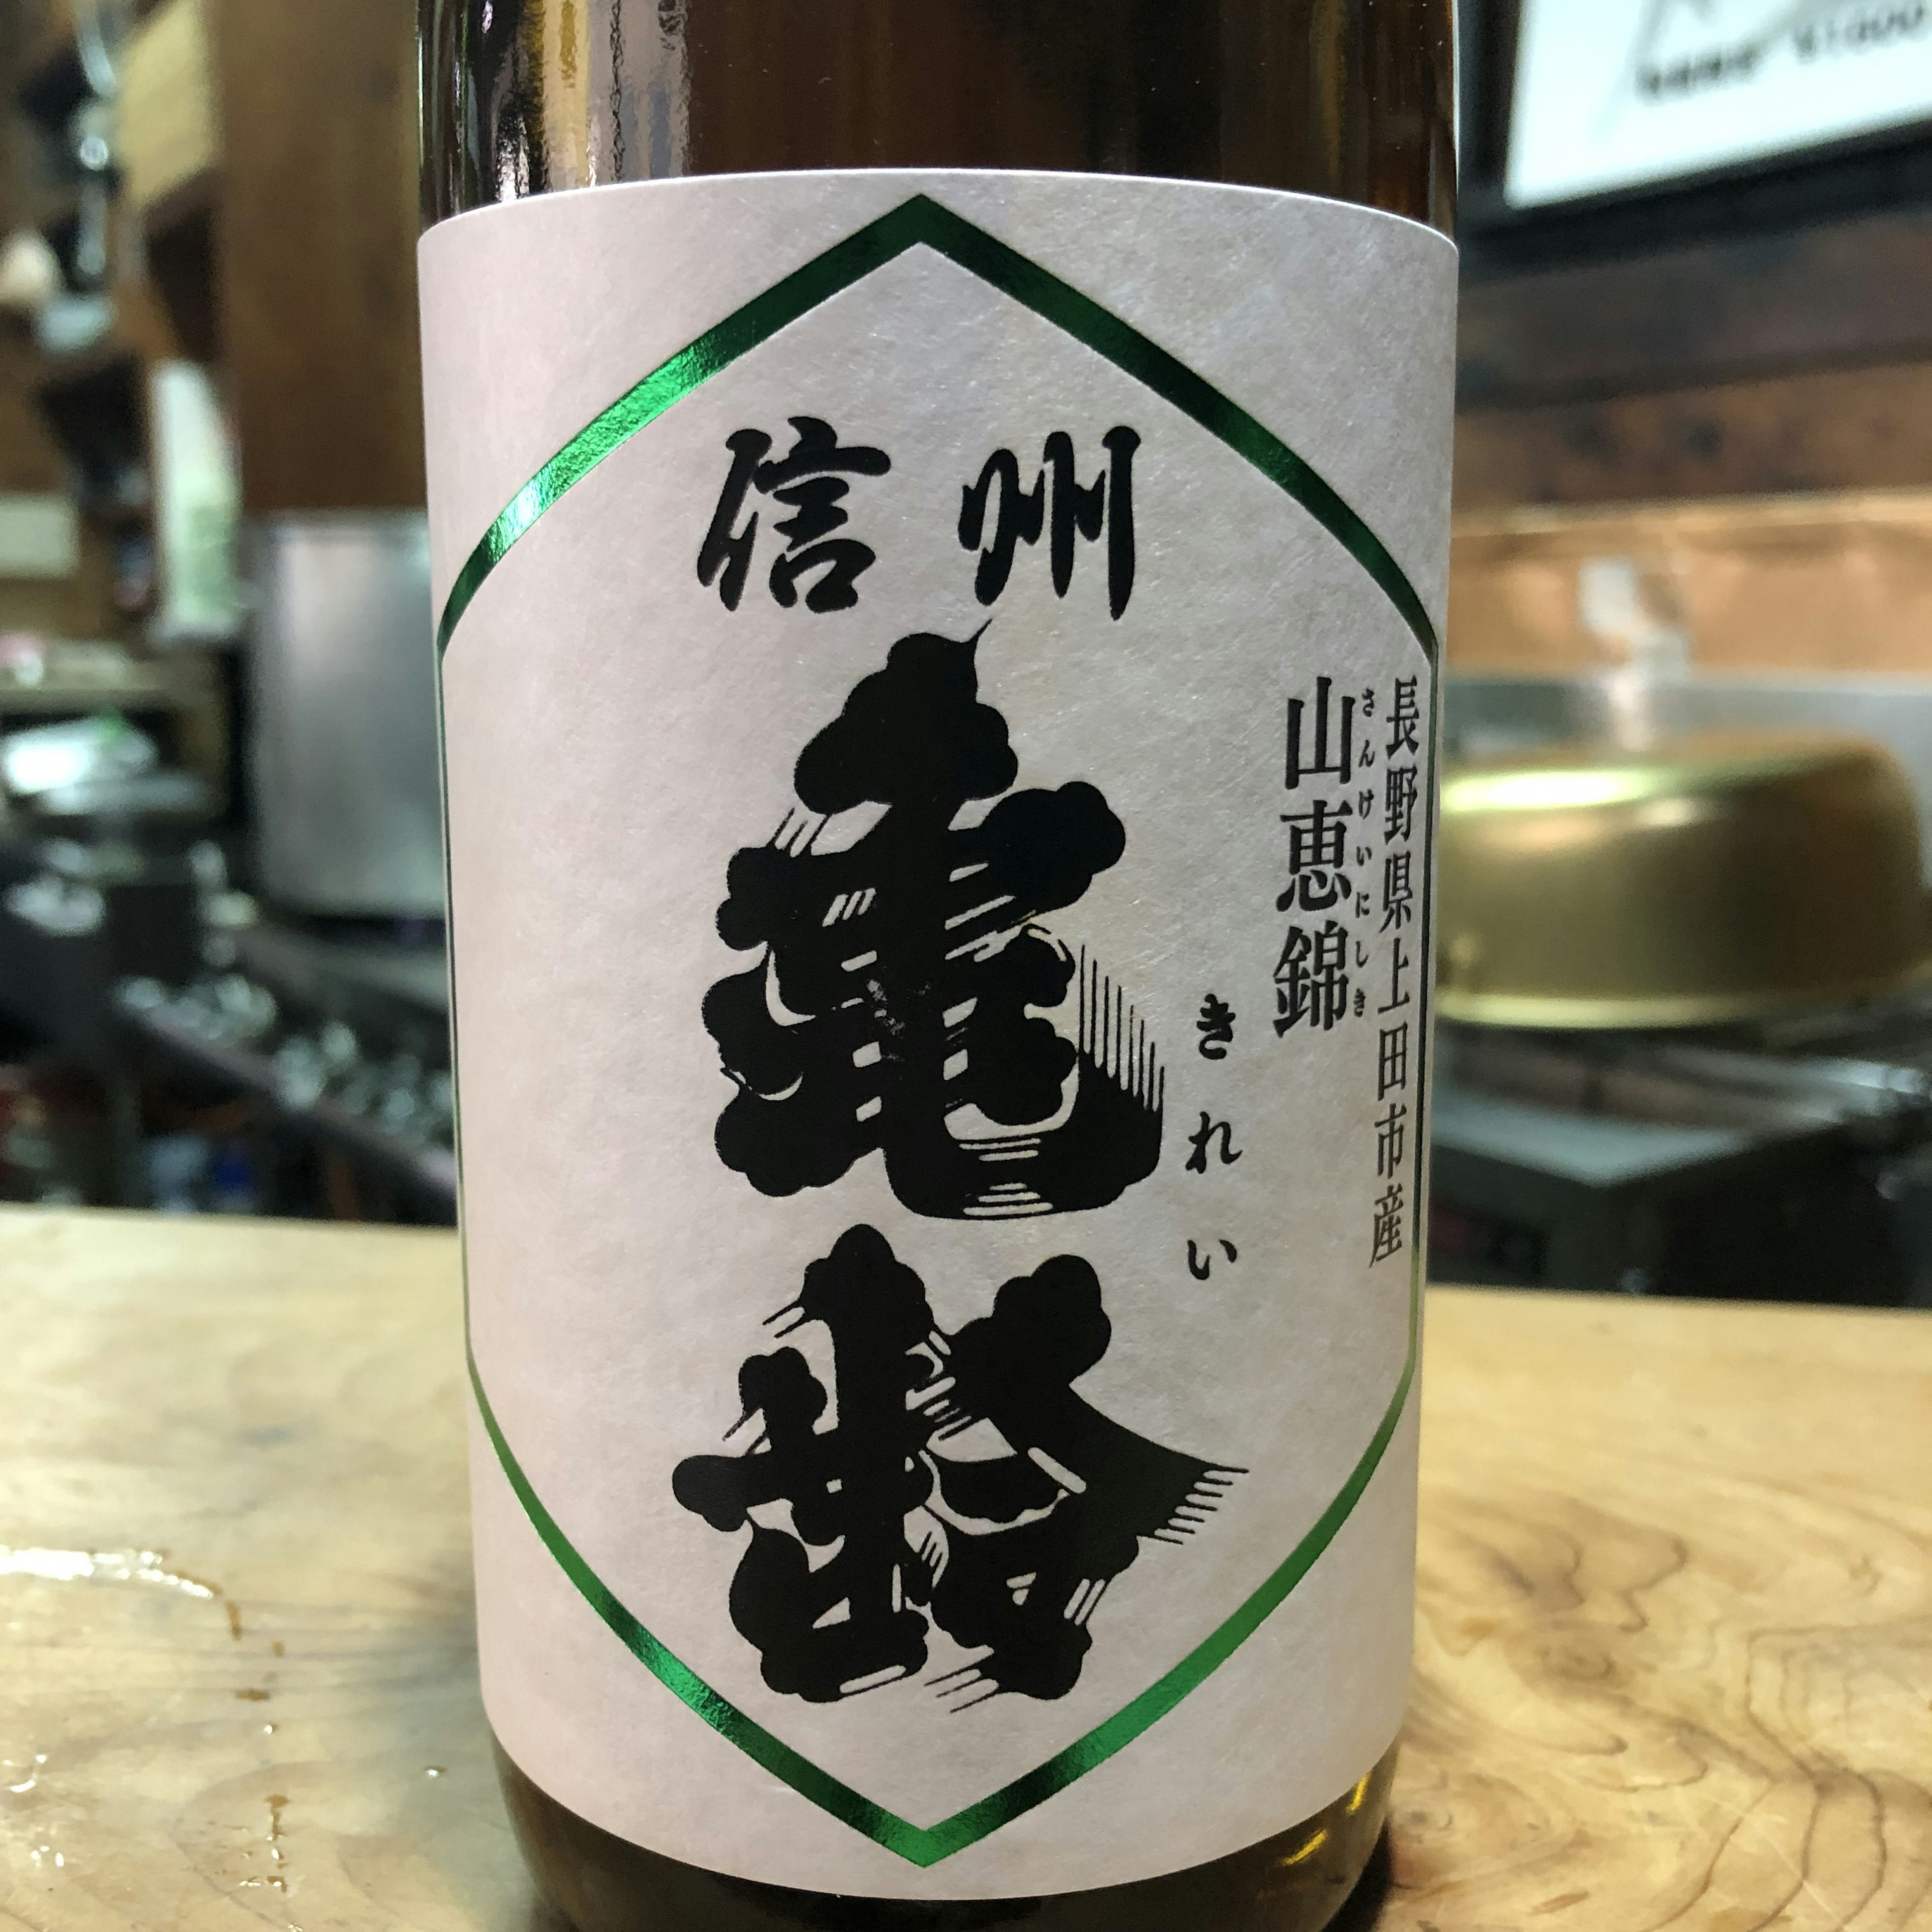 信州
亀齢
きれい
山恵錦
さんけいにしき
長野県上田市産